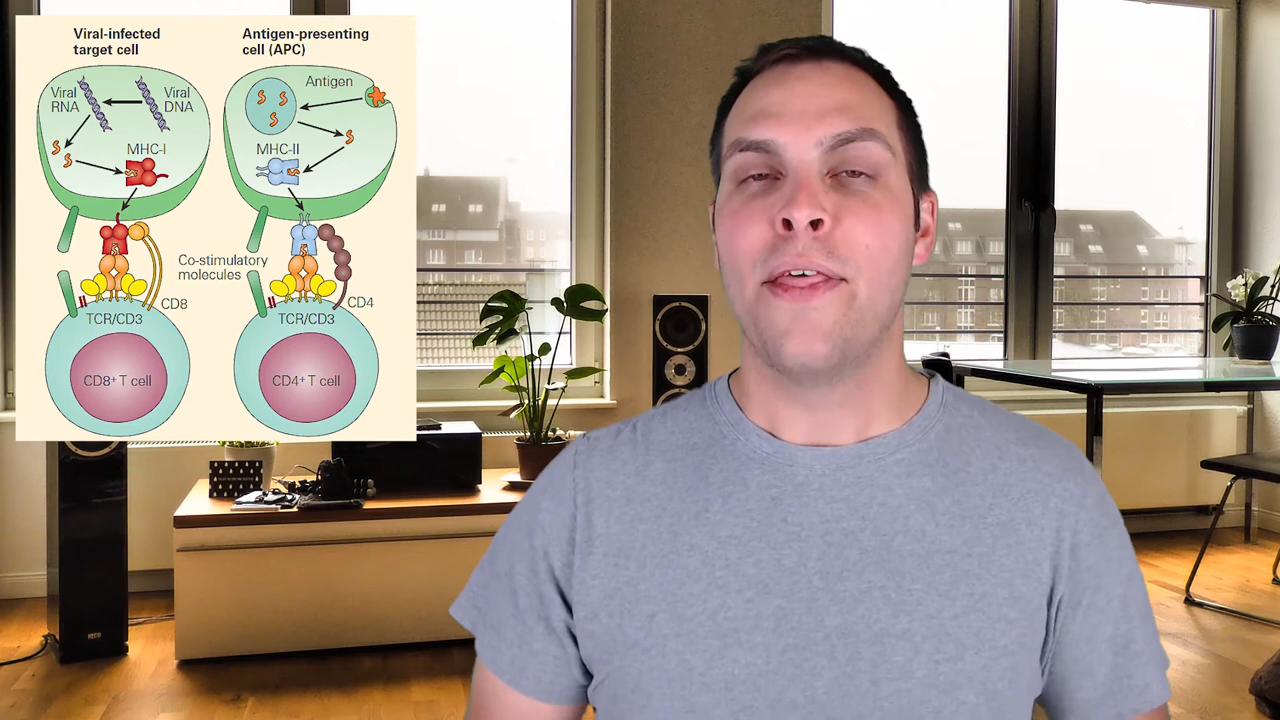 Viral-infected
target cell
Viral
RNA
Viral
DNA
MHC-I
CD8
TCR/CD3
CD8⁺ T cell
Antigen-presenting
cell (APC)
Antigen
MHC-II
Co-stimulatory
molecules
CD4
TCR/CD3
CD4⁺ T cell
HECO